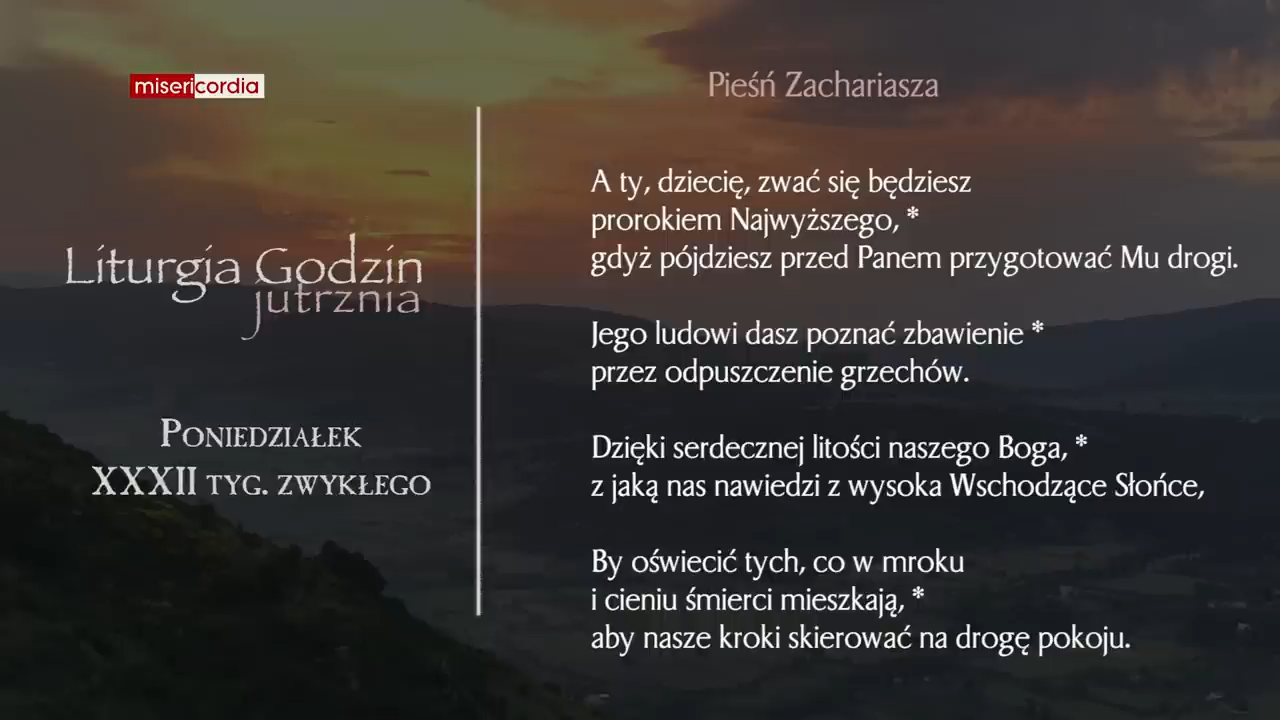 misericordia
Liturgia Godzin
jutrznia
Poniedziałek
XXXII tyg. zwykłego
Pieśń Zachariasza
A ty, dziecię, zwać się będziesz
prorokiem Najwyższego, *
gdyż pójdziesz przed Panem przygotować Mu drogi.
Jego ludowi dasz poznać zbawienie *
przez odpuszczenie grzechów.
Dzięki serdecznej litości naszego Boga, *
z jaką nas nawiedzi z wysoka Wschodzące Słońce,
By oświecić tych, co w mroku
i cieniu śmierci mieszkają, *
aby nasze kroki skierować na drogę pokoju.